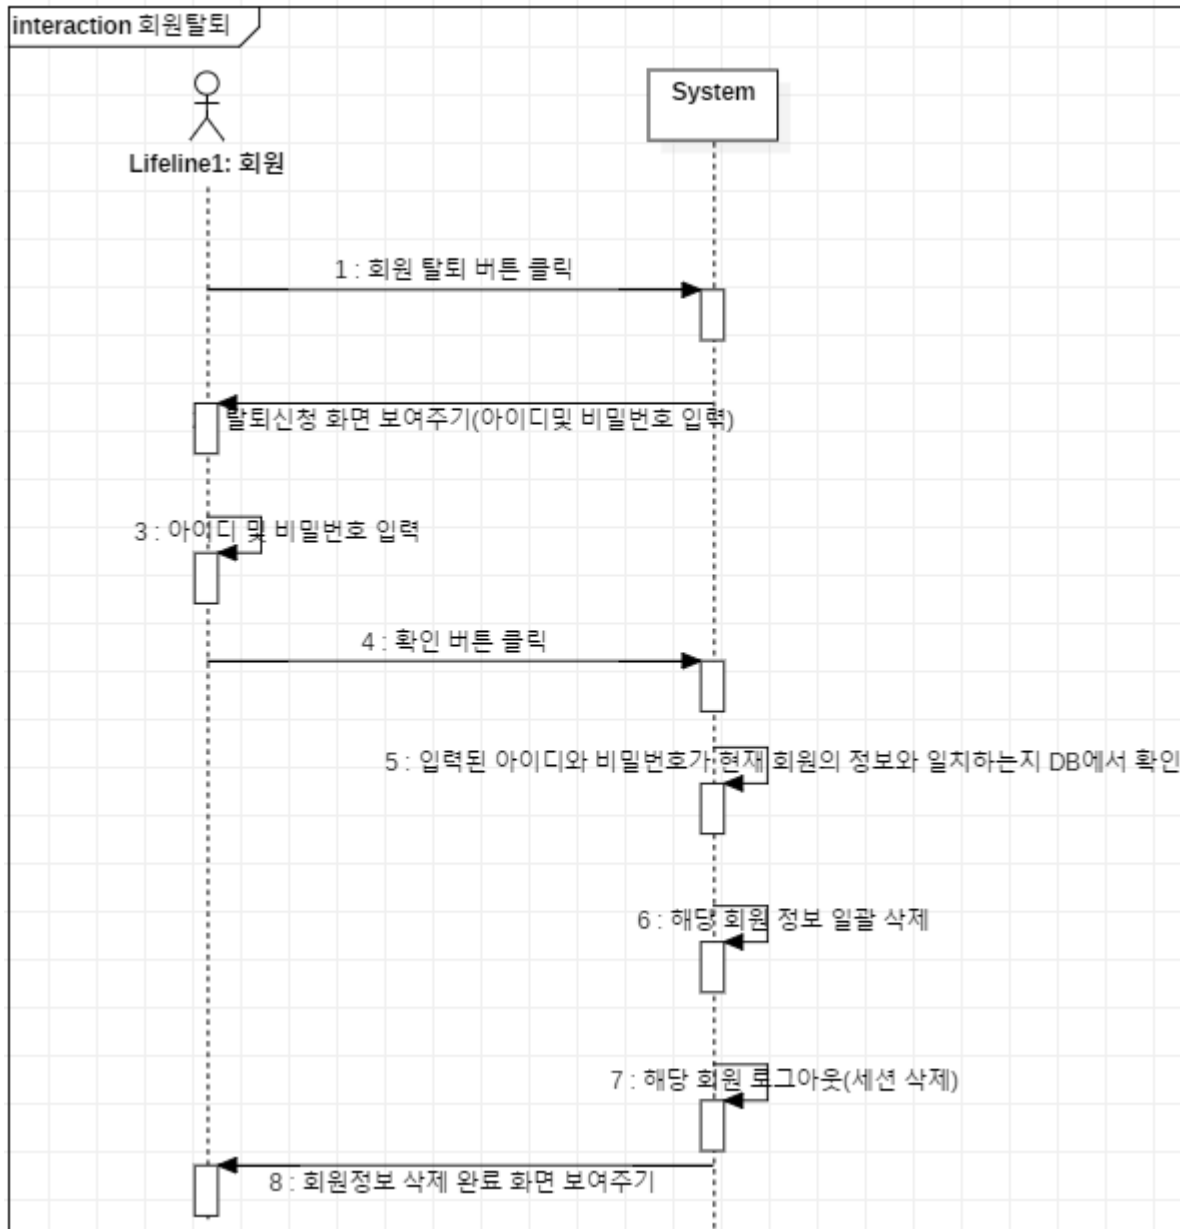 interaction 회원탈퇴
System
Lifeline1: 회원
1 : 회원 탈퇴 버튼 클릭
탈퇴신청 화면 보여주기(아이디및 비밀번호 입력)
3 : 아이디 및 비밀번호 입력
4 : 확인 버튼 클릭
5 : 입력된 아이디와 비밀번호가 현재 회원의 정보와 일치하는지 DB에서 확인
6 : 해당 회원 정보 일괄 삭제
7 : 해당 회원 로그아웃(세션 삭제)
8 : 회원정보 삭제 완료 화면 보여주기